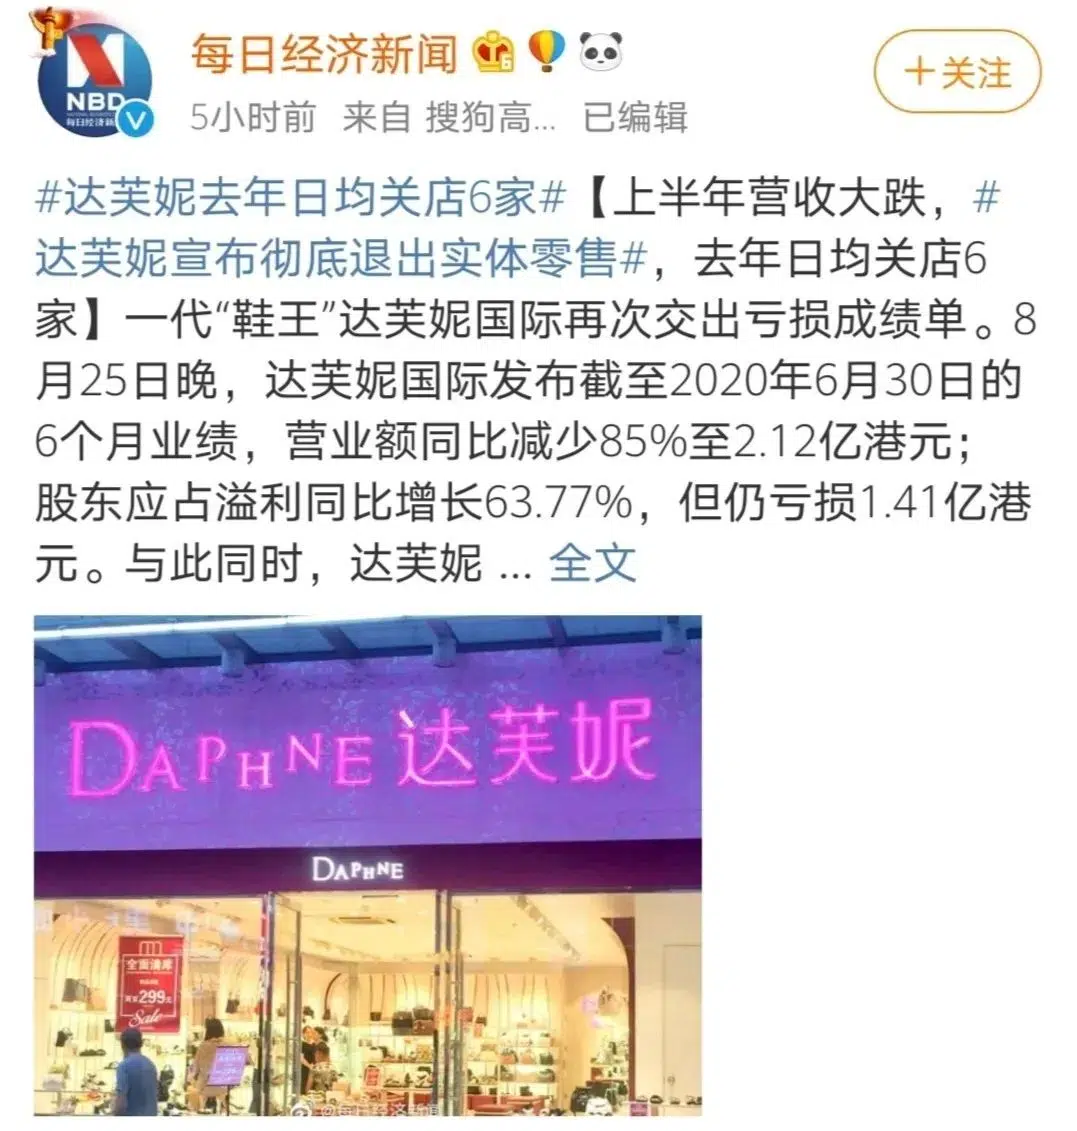 NBD
每日经济新闻
5小时前 来自 搜狗高... 已编辑
+关注
#达芙妮去年日均关店6家#【上半年营收大跌，#
达芙妮宣布彻底退出实体零售#，去年日均关店6
家】一代“鞋王”达芙妮国际再次交出亏损成绩单。8
月25日晚，达芙妮国际发布截至2020年6月30日的
6个月业绩，营业额同比减少85%至2.12亿港元；
股东应占溢利同比增长63.77%，但仍亏损1.41亿港
元。与此同时，达芙妮 ... 全文
DAPHNE 达芙妮
DAPHNE
全面清库
299元
Sale
@每日经济新闻